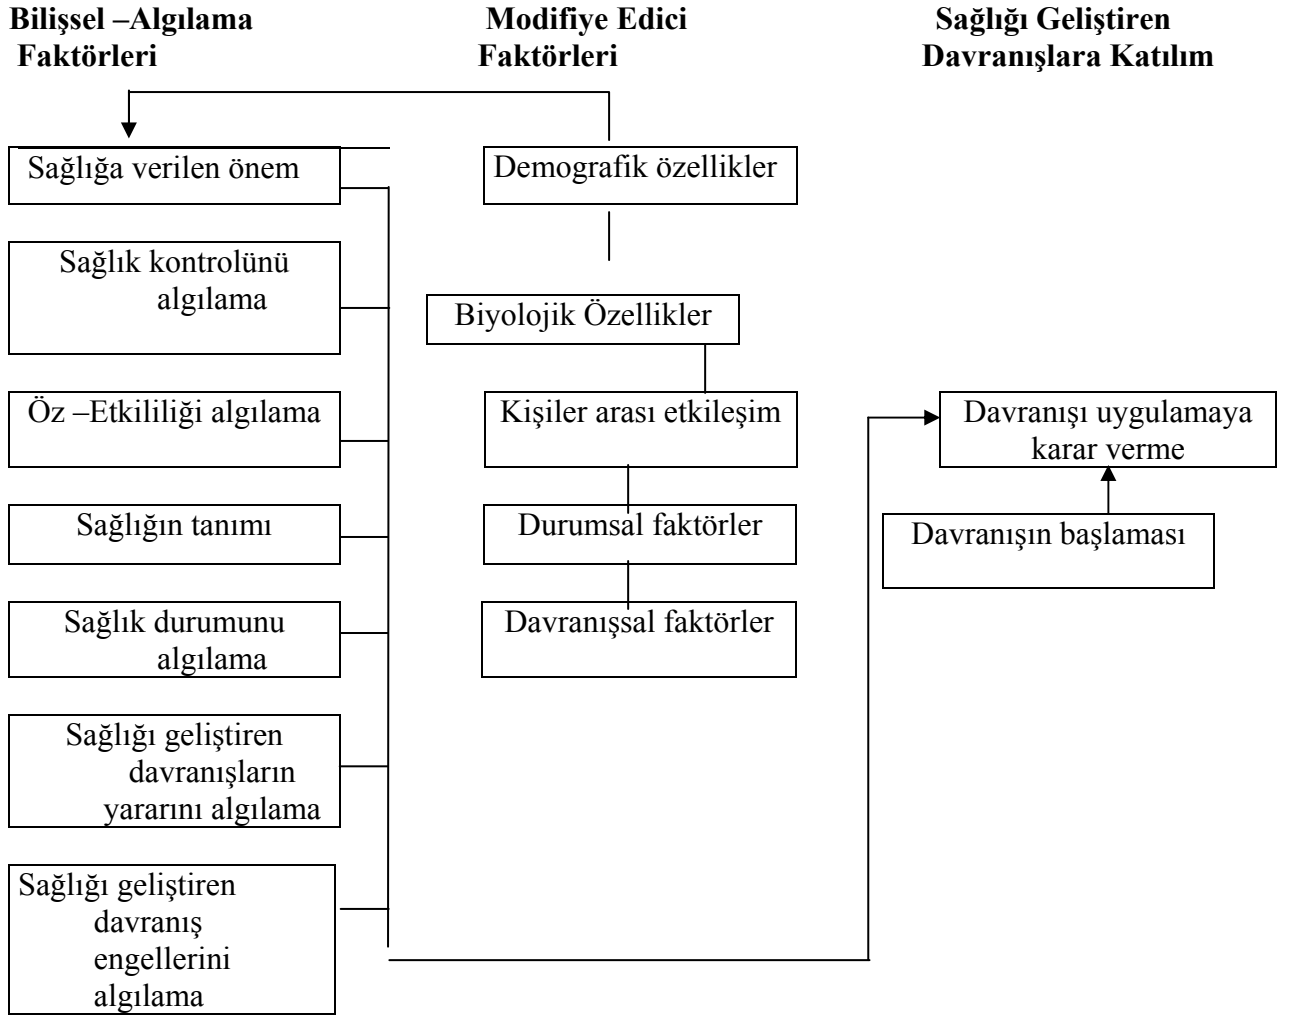 Bilişsel –Algılama
Faktörleri
Modifiye Edici
Faktörleri
Sağlığı Geliştiren
Davranışlara Katılım
Sağlığa verilen önem
Sağlık kontrolünü
algılama
Öz –Etkililiği algılama
Sağlığın tanımı
Sağlık durumunu
algılama
Sağlığı geliştiren
davranışların
yararını algılama
Sağlığı geliştiren
davranış
engellerini
algılama
Demografik özellikler
Biyolojik Özellikler
Kişiler arası etkileşim
Durumsal faktörler
Davranışsal faktörler
Davranışı uygulamaya
karar verme
Davranışın başlaması